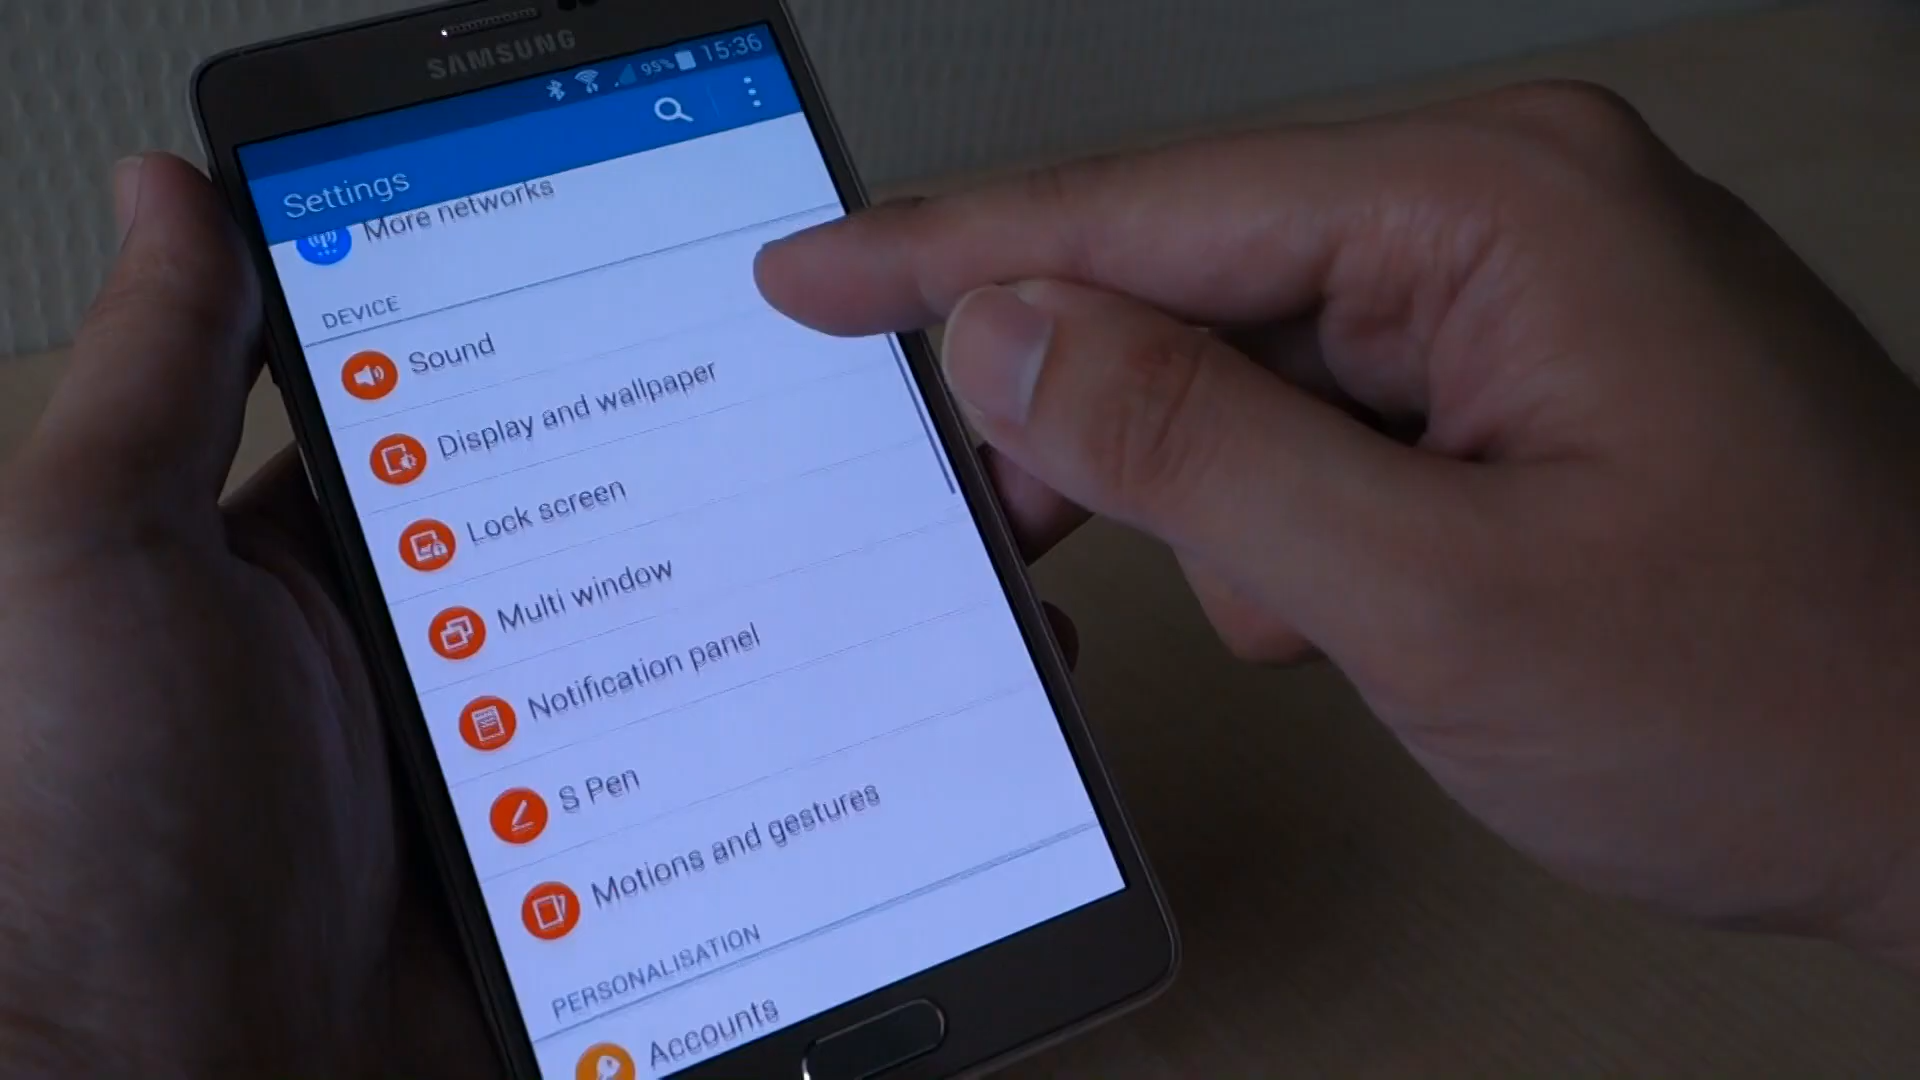 SAMSUNG
95% 15:36
Settings
More networks
DEVICE
Sound
Display and wallpaper
Lock screen
Multi window
Notification panel
S Pen
Motions and gestures
PERSONALISATION
Accounts